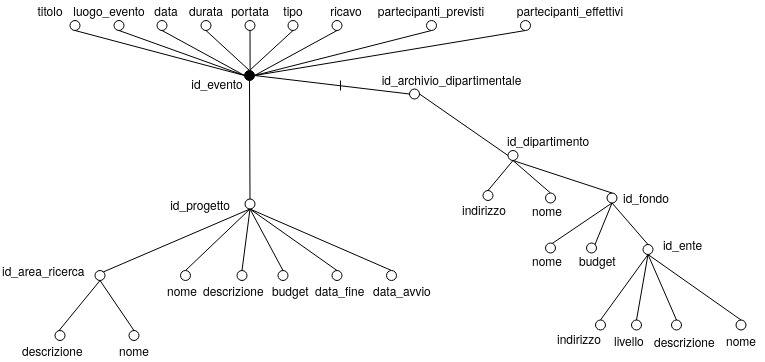 titolo luogo_evento data durata portata tipo ricavo partecipanti_previsti partecipanti_effettivi
id_evento
id_archivio_dipartimentale
id_dipartimento
indirizzo nome
id_progetto
id_fondo
nome budget
id_ente
id_area_ricerca
nome descrizione budget data_fine data_avvio
indirizzo livello descrizione nome
descrizione nome